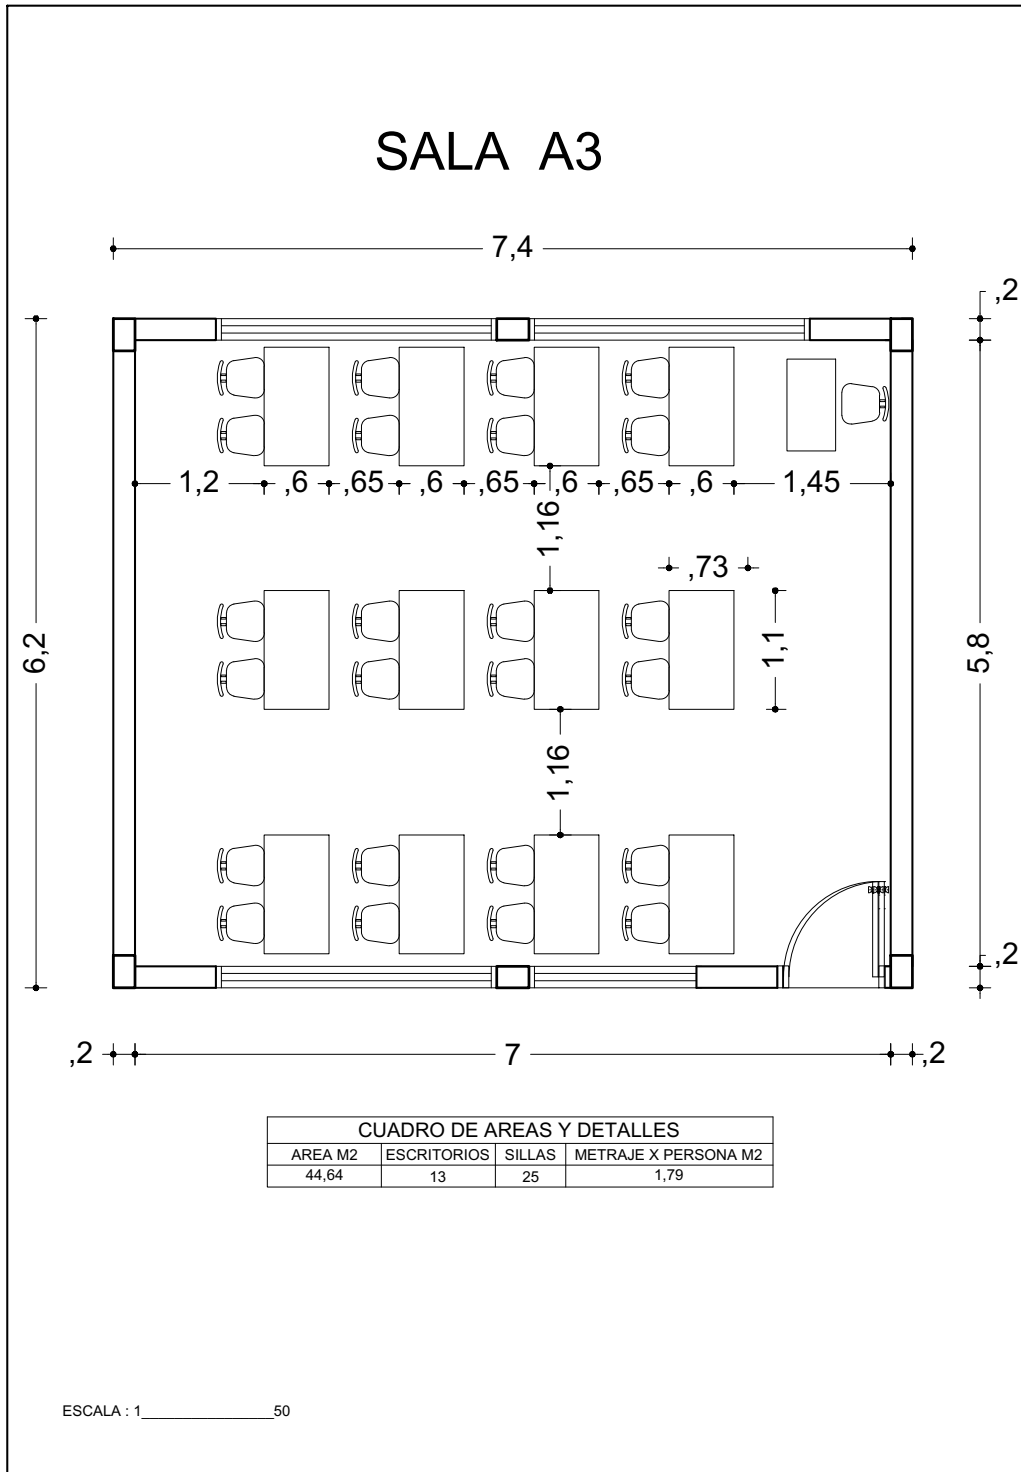 SALA A3
7,4
,2
1,2 ,6 ,65 ,6 ,65 ,6 ,65 ,6 1,45
1,16
,73
6,2
1,1
5,8
1,16
,2
,2 7 ,2
CUADRO DE AREAS Y DETALLES
AREA M2 ESCRITORIOS SILLAS METRAJE X PERSONA M2
44,64 13 25 1,79
ESCALA : 1________________50